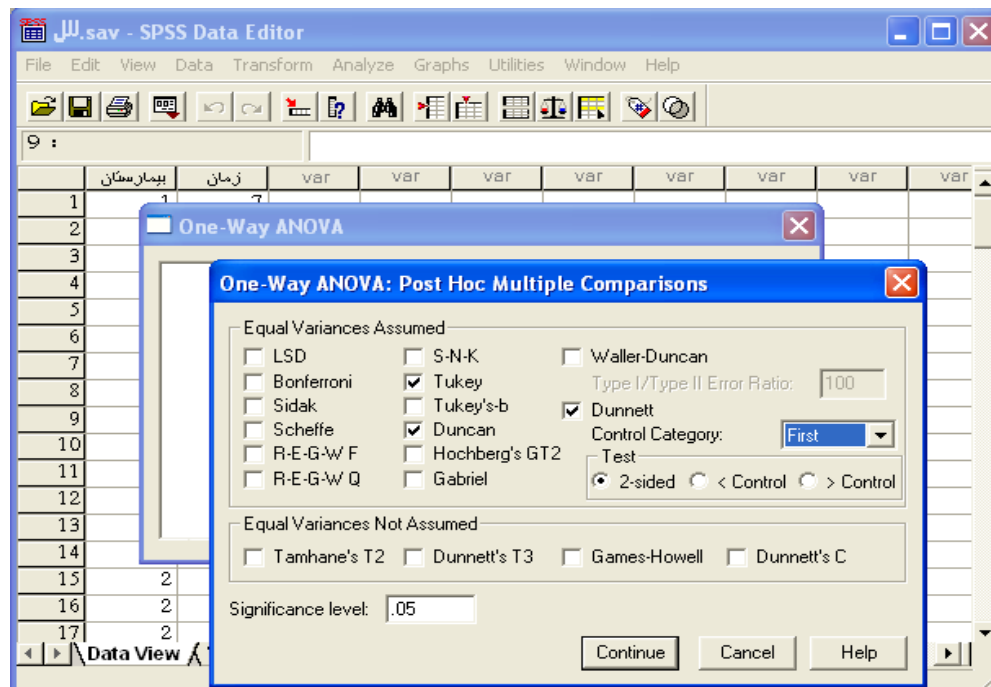 لل.sav - SPSS Data Editor
File Edit View Data Transform Analyze Graphs Utilities Window Help
9 :
بیمارستان زمان var var var var var var var var
1 1 7
2
3
4
5
6
7
8
9
10
11
12
13
14
15 2
16 2
17 2
One-Way ANOVA
One-Way ANOVA: Post Hoc Multiple Comparisons
Equal Variances Assumed
LSD S-N-K Waller-Duncan
Bonferroni Tukey Type I/Type II Error Ratio: 100
Sidak Tukey's-b Dunnett
Scheffe Duncan Control Category: First
R-E-G-W F Hochberg's GT2 Test
R-E-G-W Q Gabriel 2-sided < Control > Control
Equal Variances Not Assumed
Tamhane's T2 Dunnett's T3 Games-Howell Dunnett's C
Significance level: .05
Continue Cancel Help
Data View